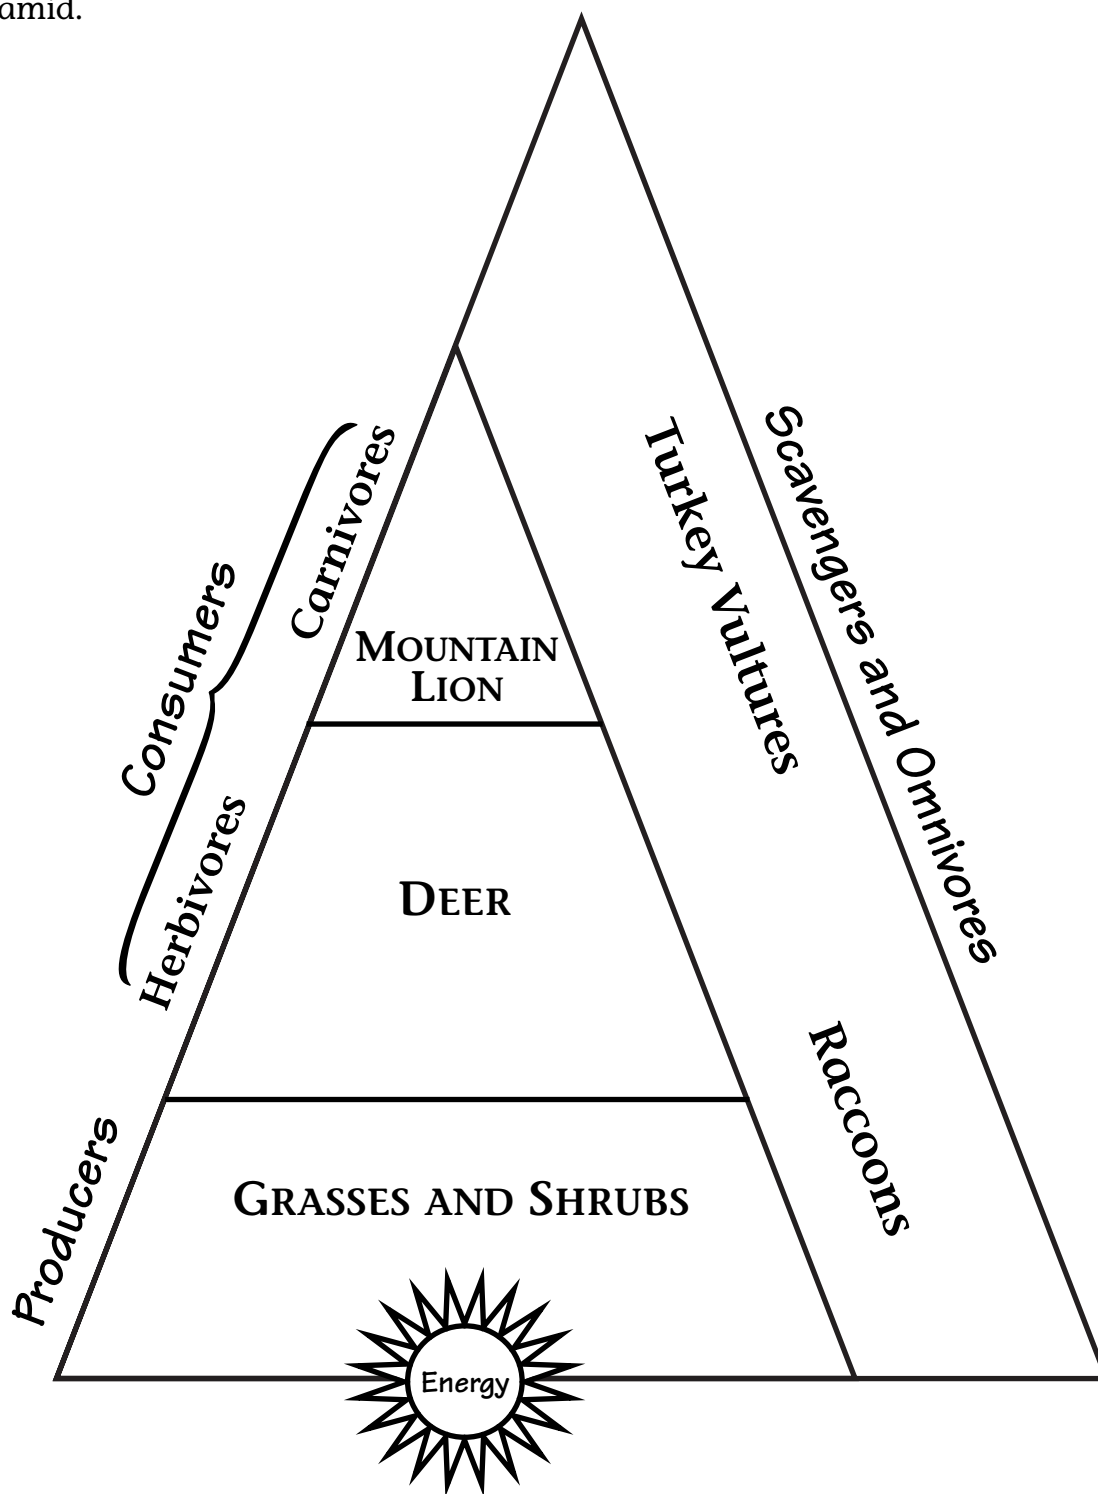 amid.
Consumers
Carnivores
Herbivores
Producers
MOUNTAIN
LION
DEER
GRASSES AND SHRUBS
Energy
Turkey Vultures
Raccoons
Scavengers and Omnivores